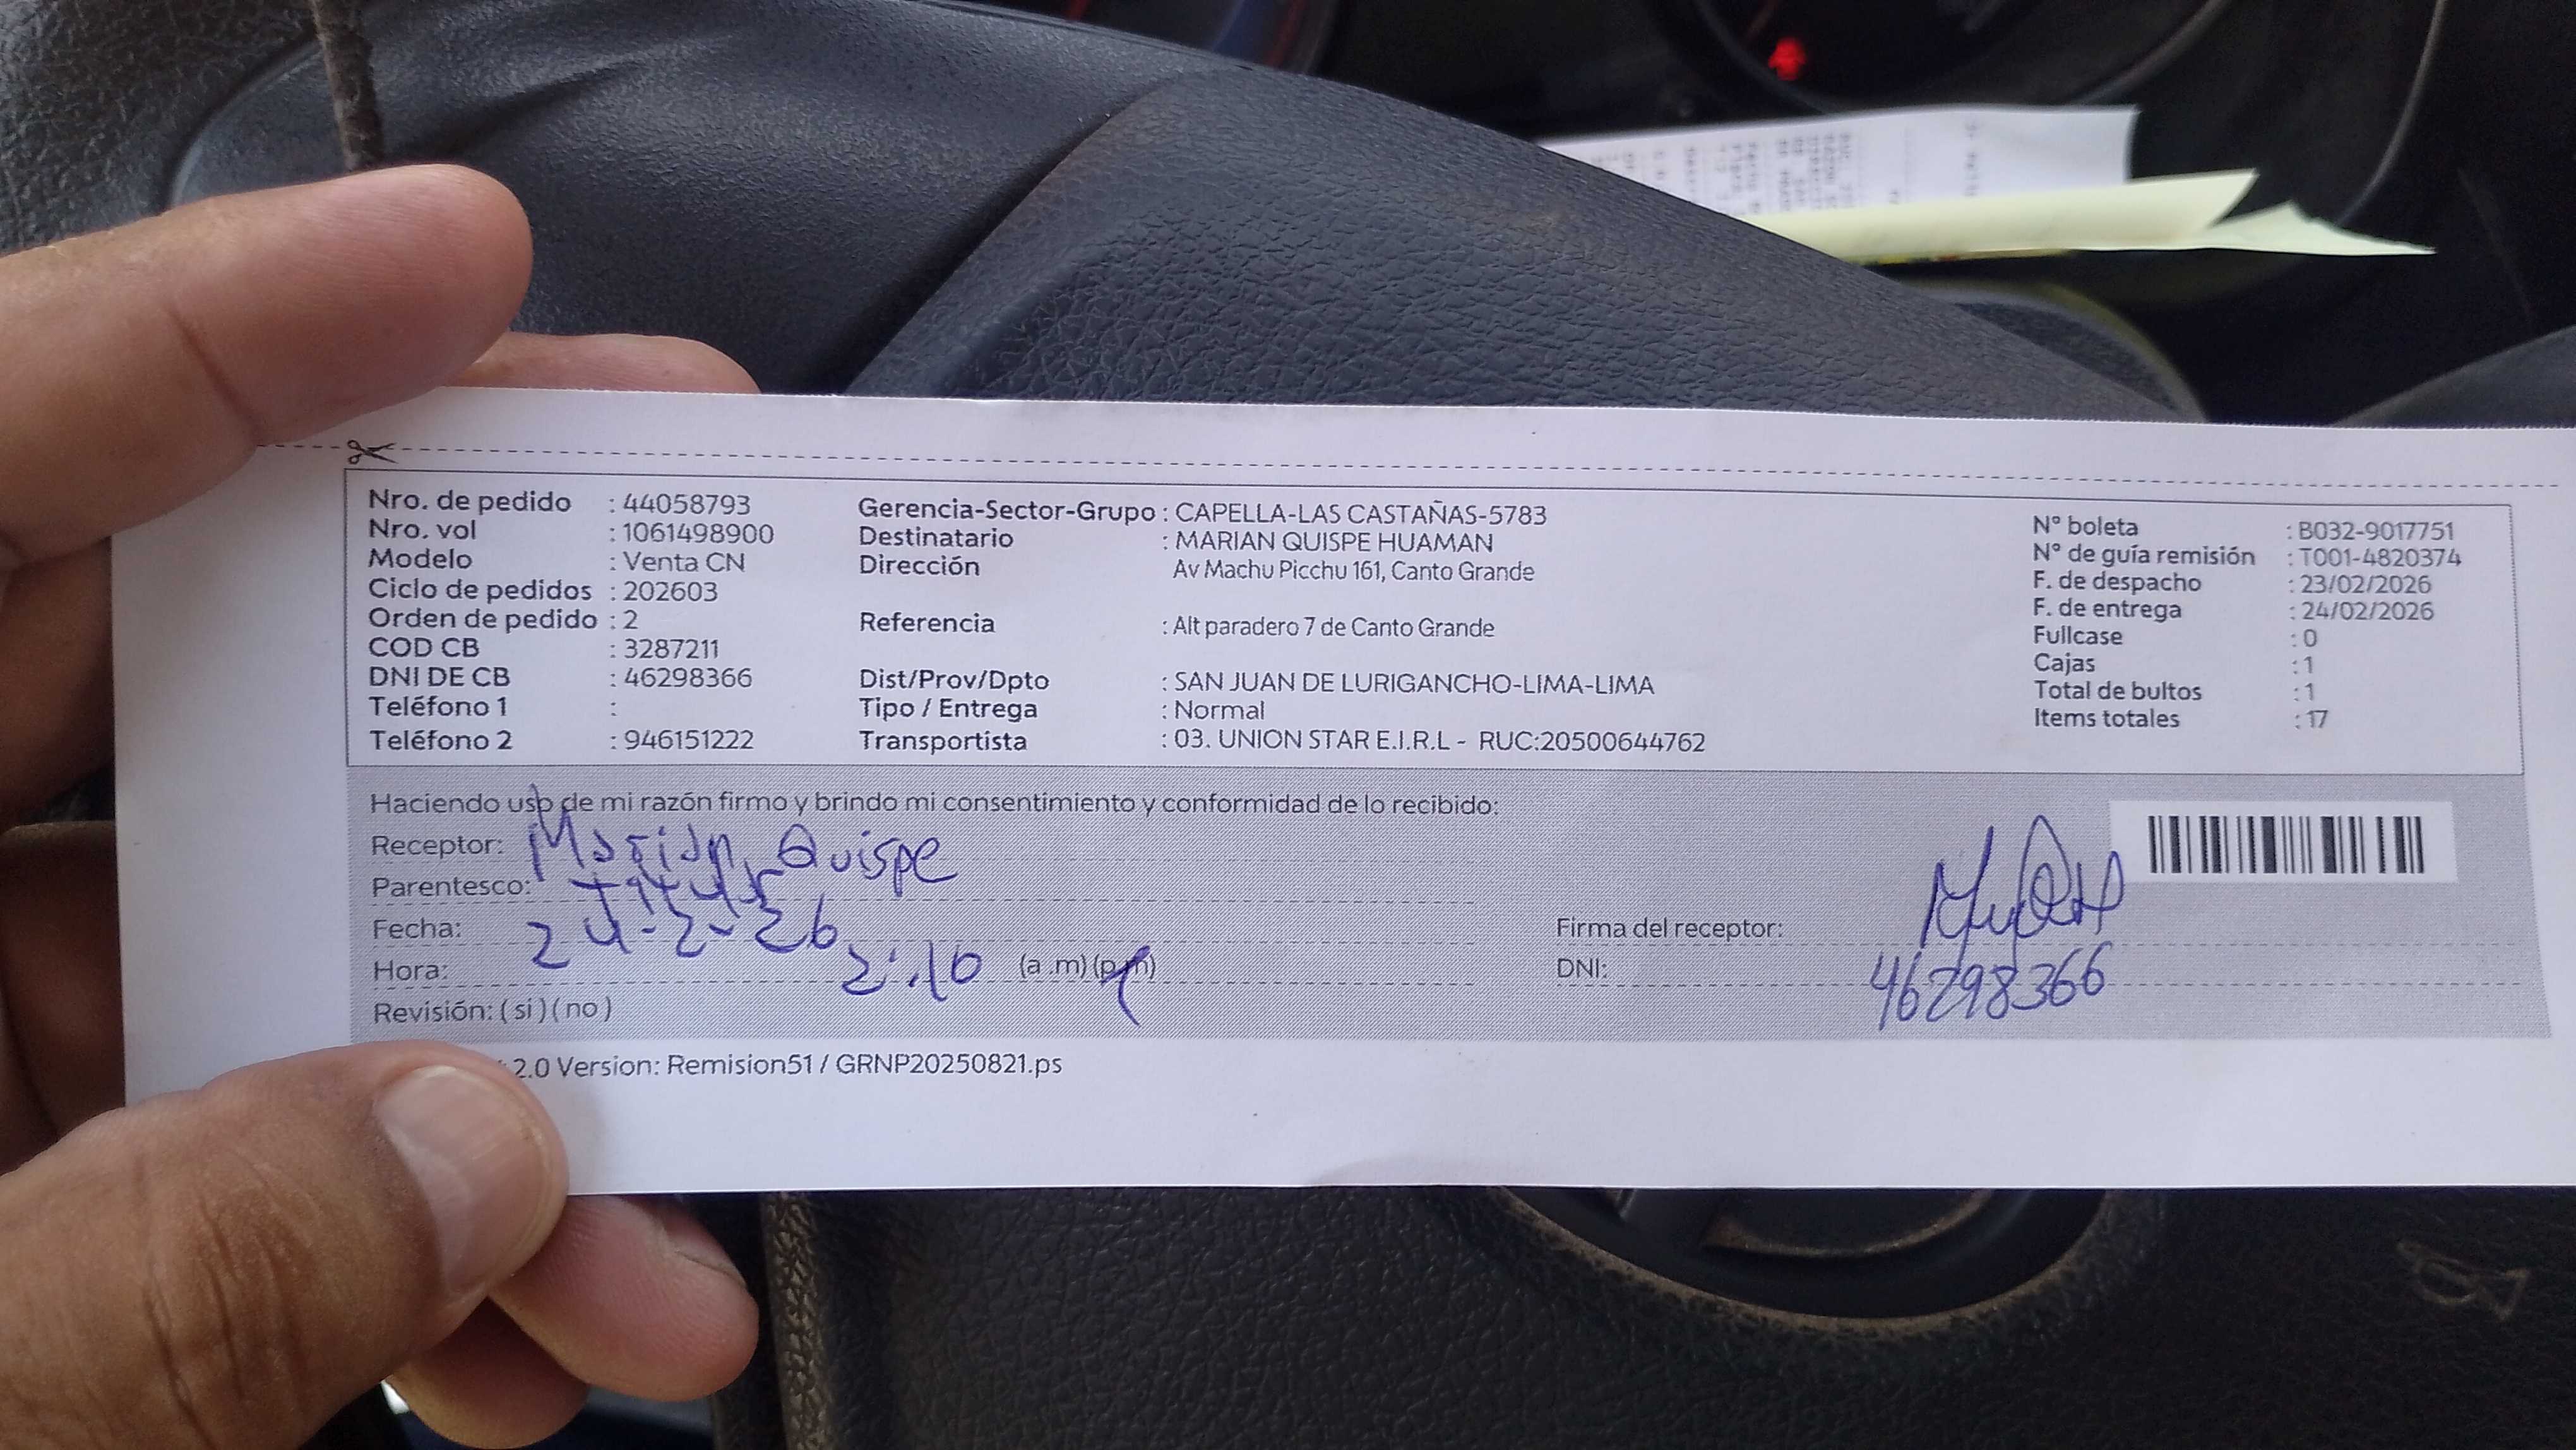 Nro. de pedido : 44058793
Nro. vol : 1061498900
Modelo : Venta CN
Ciclo de pedidos : 202603
Orden de pedido : 2
COD CB : 3287211
DNI DE CB : 46298366
Teléfono 1 :
Teléfono 2 : 946151222
Gerencia-Sector-Grupo : CAPELLA-LAS CASTAÑAS-5783
Destinatario : MARIAN QUISPE HUAMAN
Dirección Av Machu Picchu 161, Canto Grande
Referencia : Alt paradero 7 de Canto Grande
Dist/Prov/Dpto : SAN JUAN DE LURIGANCHO-LIMA-LIMA
Tipo / Entrega : Normal
Transportista : 03. UNION STAR E.I.R.L - RUC:20500644762
N° boleta : B032-9017751
N° de guía remisión : T001-4820374
F. de despacho : 23/02/2026
F. de entrega : 24/02/2026
Fullcase : 0
Cajas : 1
Total de bultos : 1
Items totales : 17
Haciendo uso de mi razón firmo y brindo mi consentimiento y conformidad de lo recibido:
Receptor: Marian Quispe
Parentesco: titular
Fecha: 24-2-26
Hora: 2:10 (a .m) (p.m)
Revisión: ( si ) ( no )
Firma del receptor:
DNI: 46298366
2.0 Version: Remision51 / GRNP20250821.ps